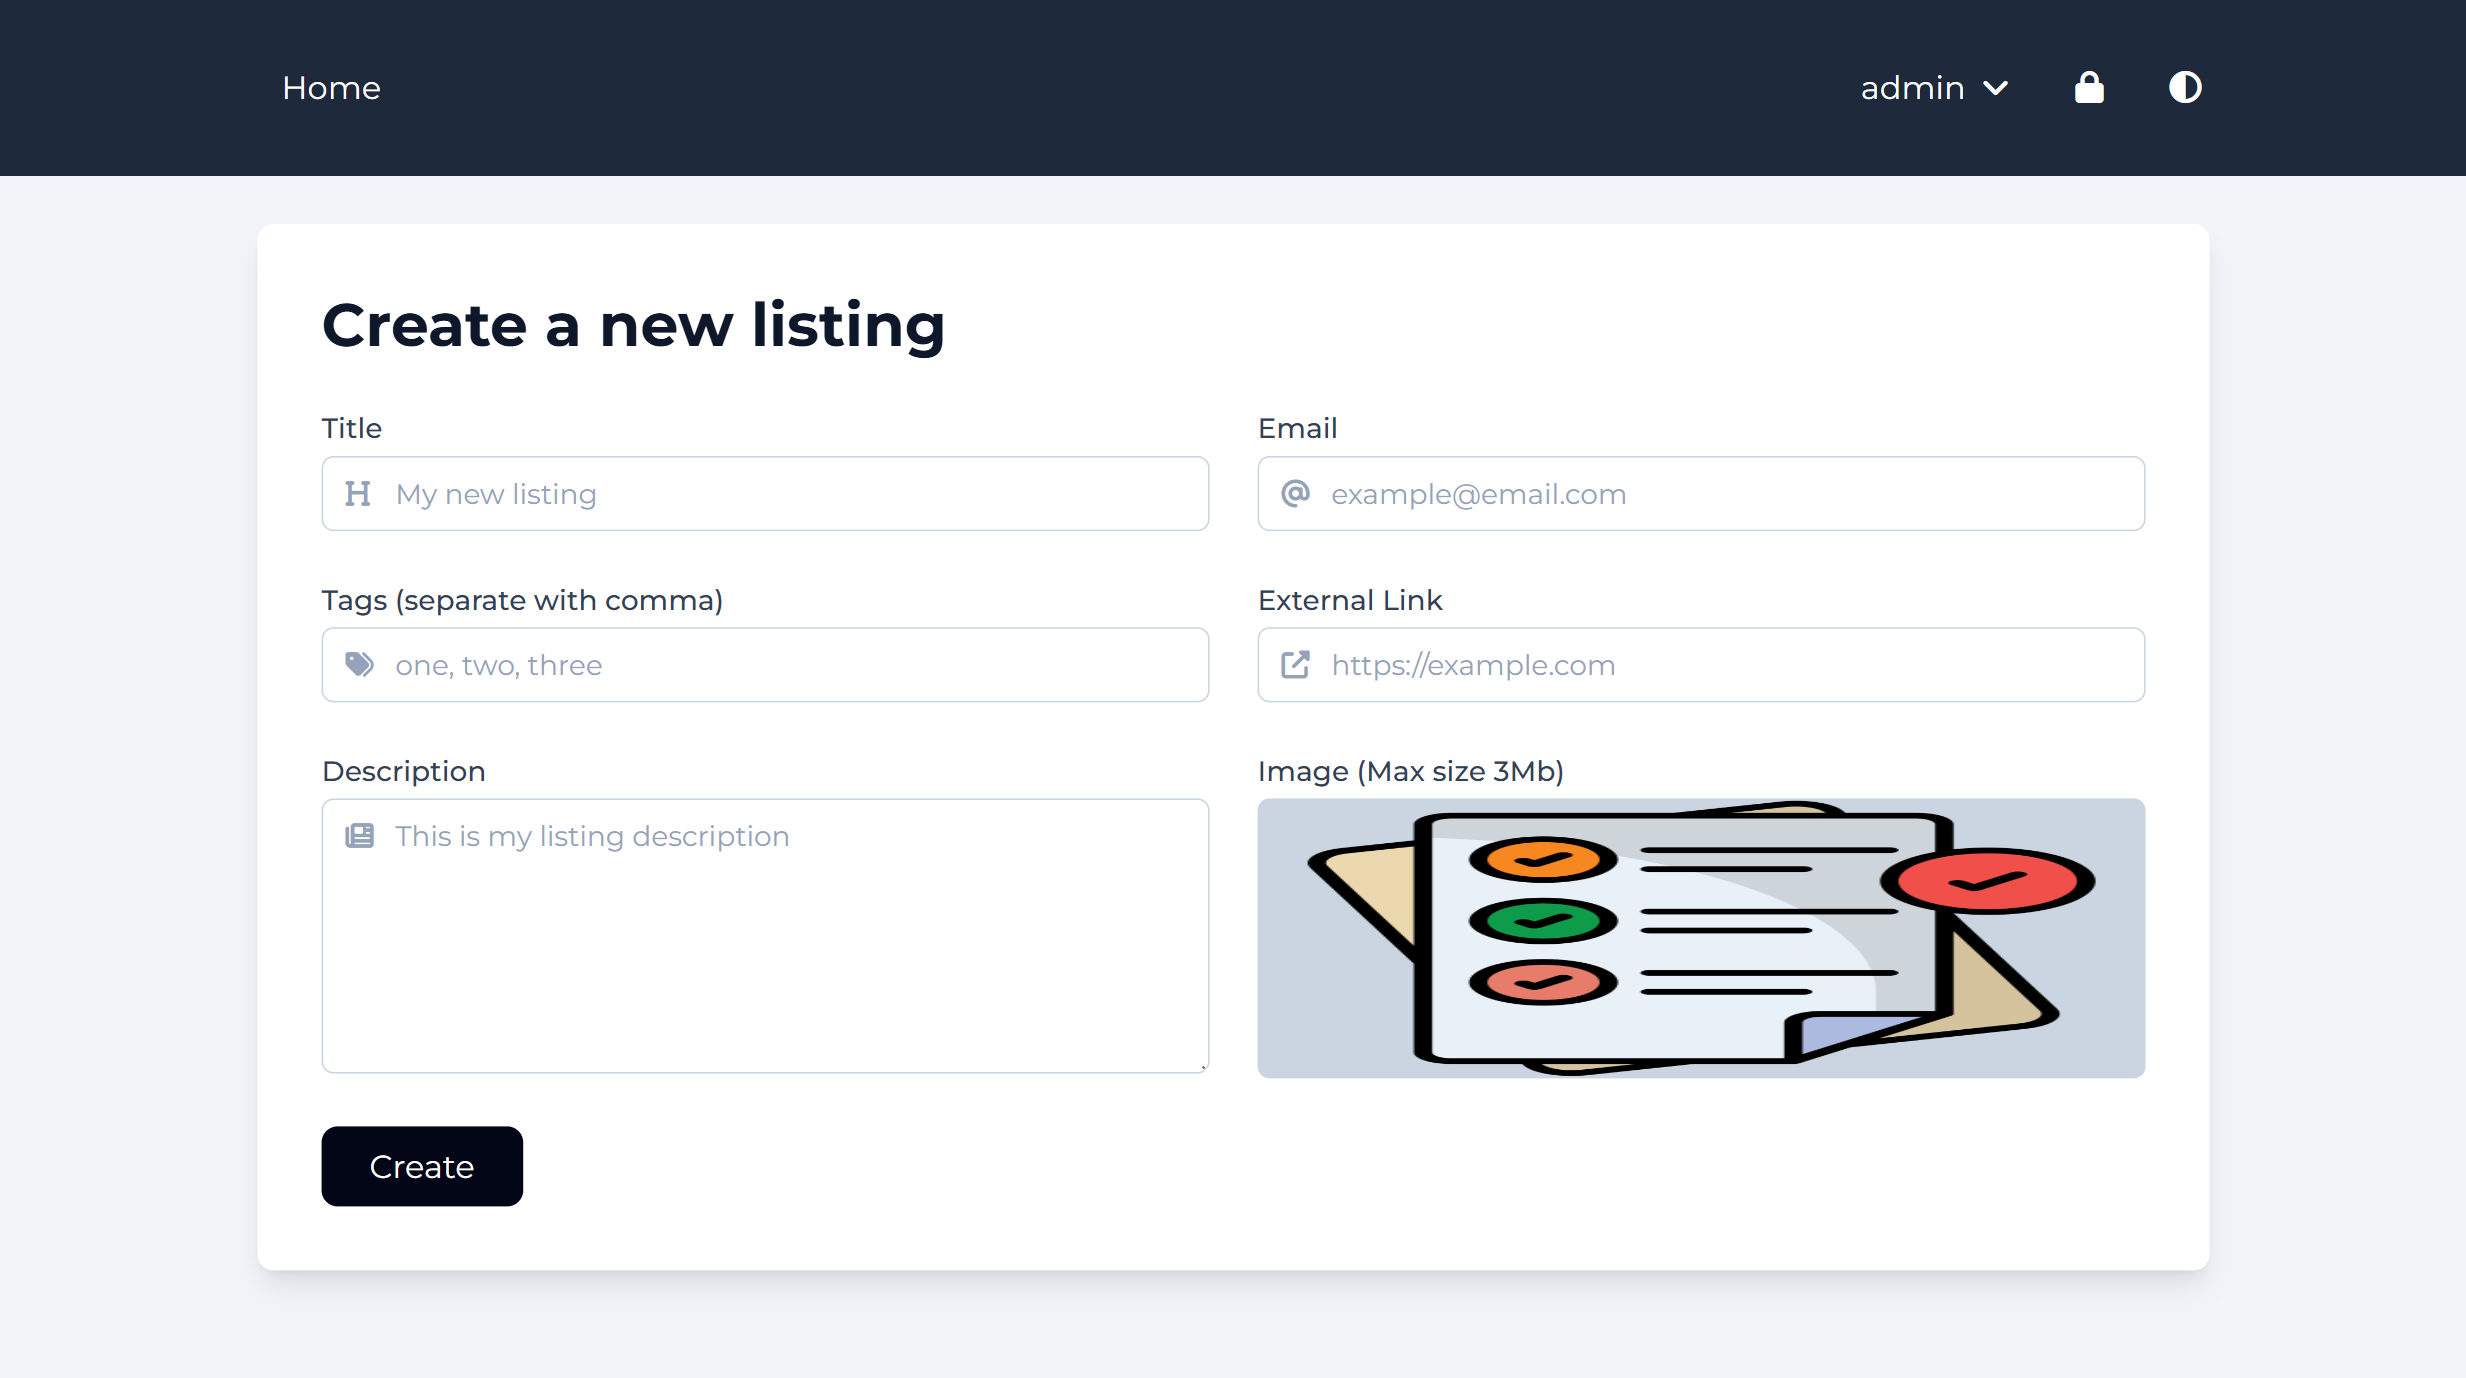 Home
admin
Create a new listing
Title
Email
My new listing
example@email.com
Tags (separate with comma)
External Link
one, two, three
https://example.com
Description
Image (Max size 3Mb)
This is my listing description
Create